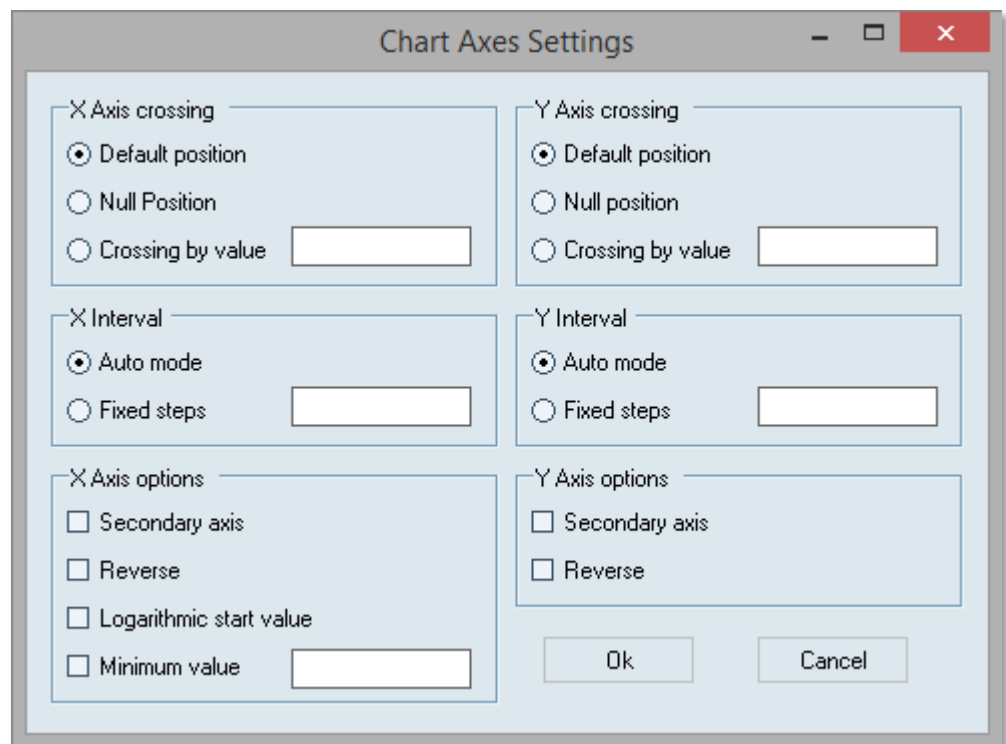 Chart Axes Settings
X Axis crossing
Default position
Null Position
Crossing by value
Y Axis crossing
Default position
Null position
Crossing by value
X Interval
Auto mode
Fixed steps
Y Interval
Auto mode
Fixed steps
X Axis options
Secondary axis
Reverse
Logarithmic start value
Minimum value
Y Axis options
Secondary axis
Reverse
Ok
Cancel